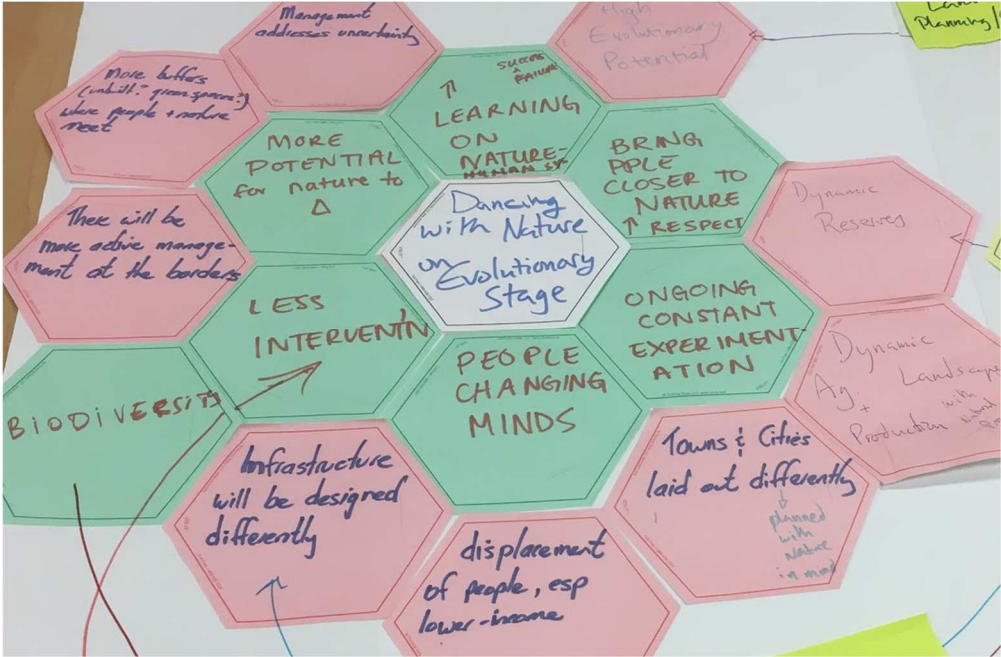 Management
addresses uncertainty
High
Evolutionary
Potential
Planning/
More buffers
(unbuilt? green spaces?)
where people + nature
meet
MORE
POTENTIAL
for nature to
Δ
↑ SUCCESS
+ FAILURE
LEARNING
ON
NATURE-
HUMAN
BRING
PPLE
CLOSER TO
NATURE
↑ RESPECT
Dynamic
Reserves
There will be
more active manage-
ment at the borders
Dancing
with Nature
on
Evolutionary
Stage
LESS
INTERVENTN
ONGOING
CONSTANT
EXPERIMENT-
ATION
Dynamic
Ag. Landscape
+ with
Production
BIODIVERSITY
PEOPLE
CHANGING
MINDS
Infrastructure
will be designed
differently
displacement
of people, esp
lower-income
Towns & Cities
laid out differently
planned
with
Nature
in mind